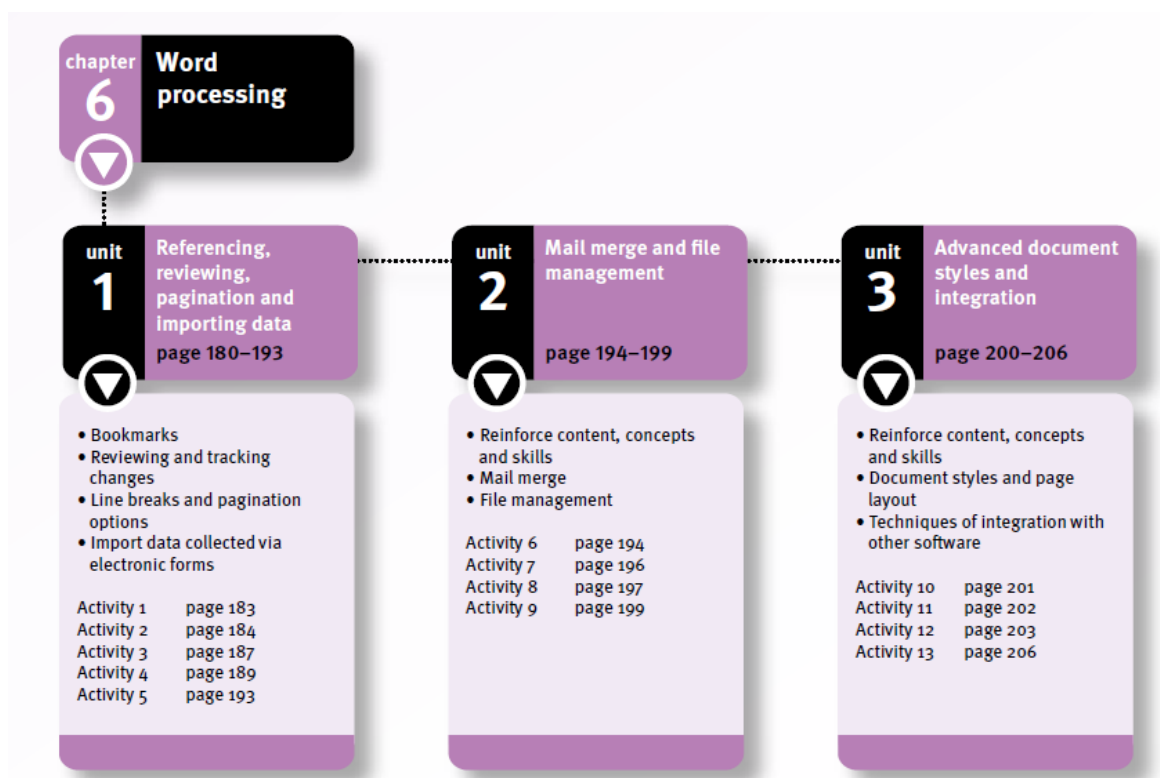 chapter
6
Word
processing
unit
1
Referencing,
reviewing,
pagination and
importing data
page 180–193
• Bookmarks
• Reviewing and tracking
changes
• Line breaks and pagination
options
• Import data collected via
electronic forms
Activity 1 page 183
Activity 2 page 184
Activity 3 page 187
Activity 4 page 189
Activity 5 page 193
unit
2
Mail merge and file
management
page 194–199
• Reinforce content, concepts
and skills
• Mail merge
• File management
Activity 6 page 194
Activity 7 page 196
Activity 8 page 197
Activity 9 page 199
unit
3
Advanced document
styles and
integration
page 200–206
• Reinforce content, concepts
and skills
• Document styles and page
layout
• Techniques of integration with
other software
Activity 10 page 201
Activity 11 page 202
Activity 12 page 203
Activity 13 page 206